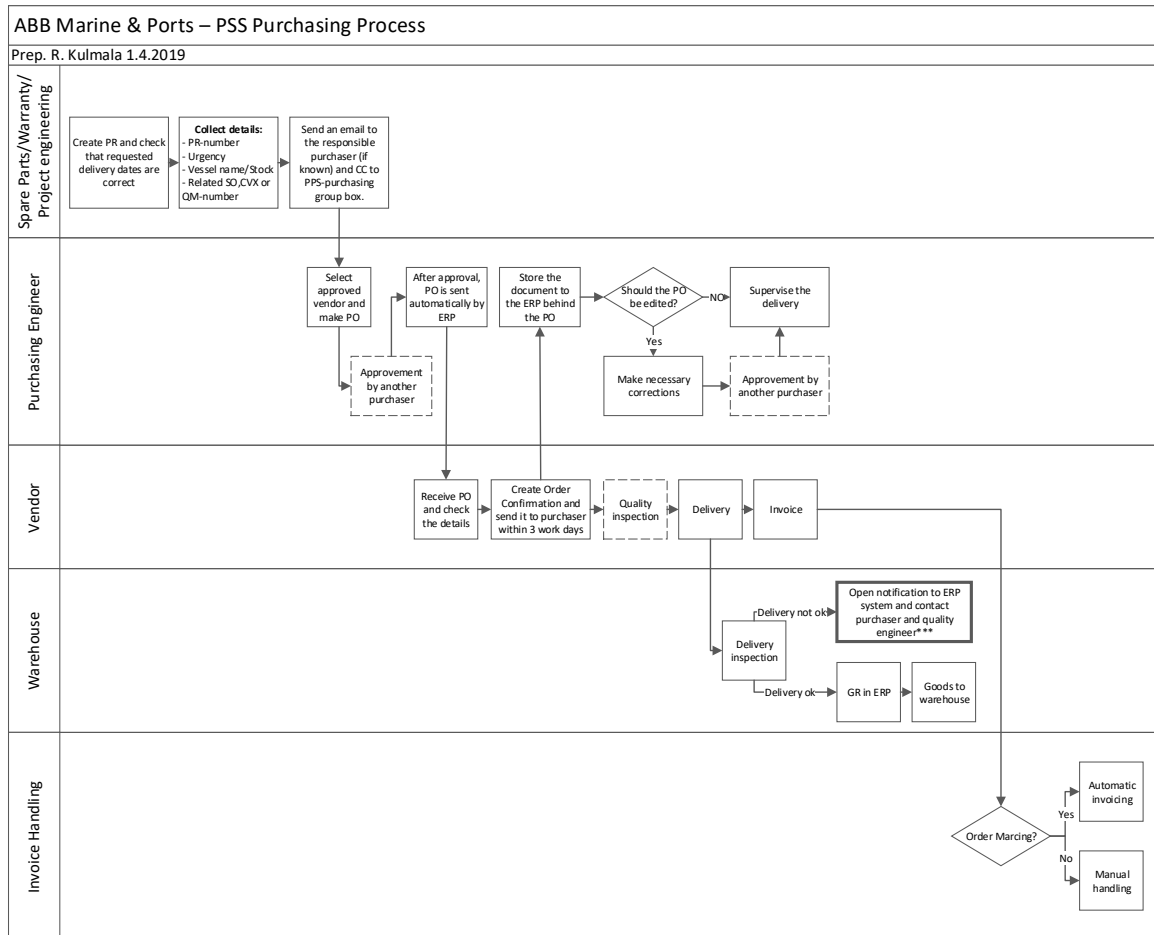 ABB Marine & Ports – PSS Purchasing Process
Prep. R. Kulmala 1.4.2019
Spare Parts/Warranty/
Project engineering
Create PR and check
that requested
delivery dates are
correct
Collect details:
- PR-number
- Urgency
- Vessel name/Stock
- Related SO,CVX or
QM-number
Send an email to
the responsible
purchaser (if
known) and CC to
PPS-purchasing
group box.
Purchasing Engineer
Select
approved
vendor and
make PO
Approvement
by another
purchaser
After approval,
PO is sent
automatically by
ERP
Store the
document to
the ERP behind
the PO
Should the PO
be edited?
NO
Yes
Supervise the
delivery
Make necessary
corrections
Approvement by
another purchaser
Vendor
Receive PO
and check
the details
Create Order
Confirmation and
send it to purchaser
within 3 work days
Quality
inspection
Delivery
Invoice
Warehouse
Delivery
inspection
Delivery not ok
Open notification to ERP
system and contact
purchaser and quality
engineer***
Delivery ok
GR in ERP
Goods to
warehouse
Invoice Handling
Order Marcing?
Yes
Automatic
invoicing
No
Manual
handling